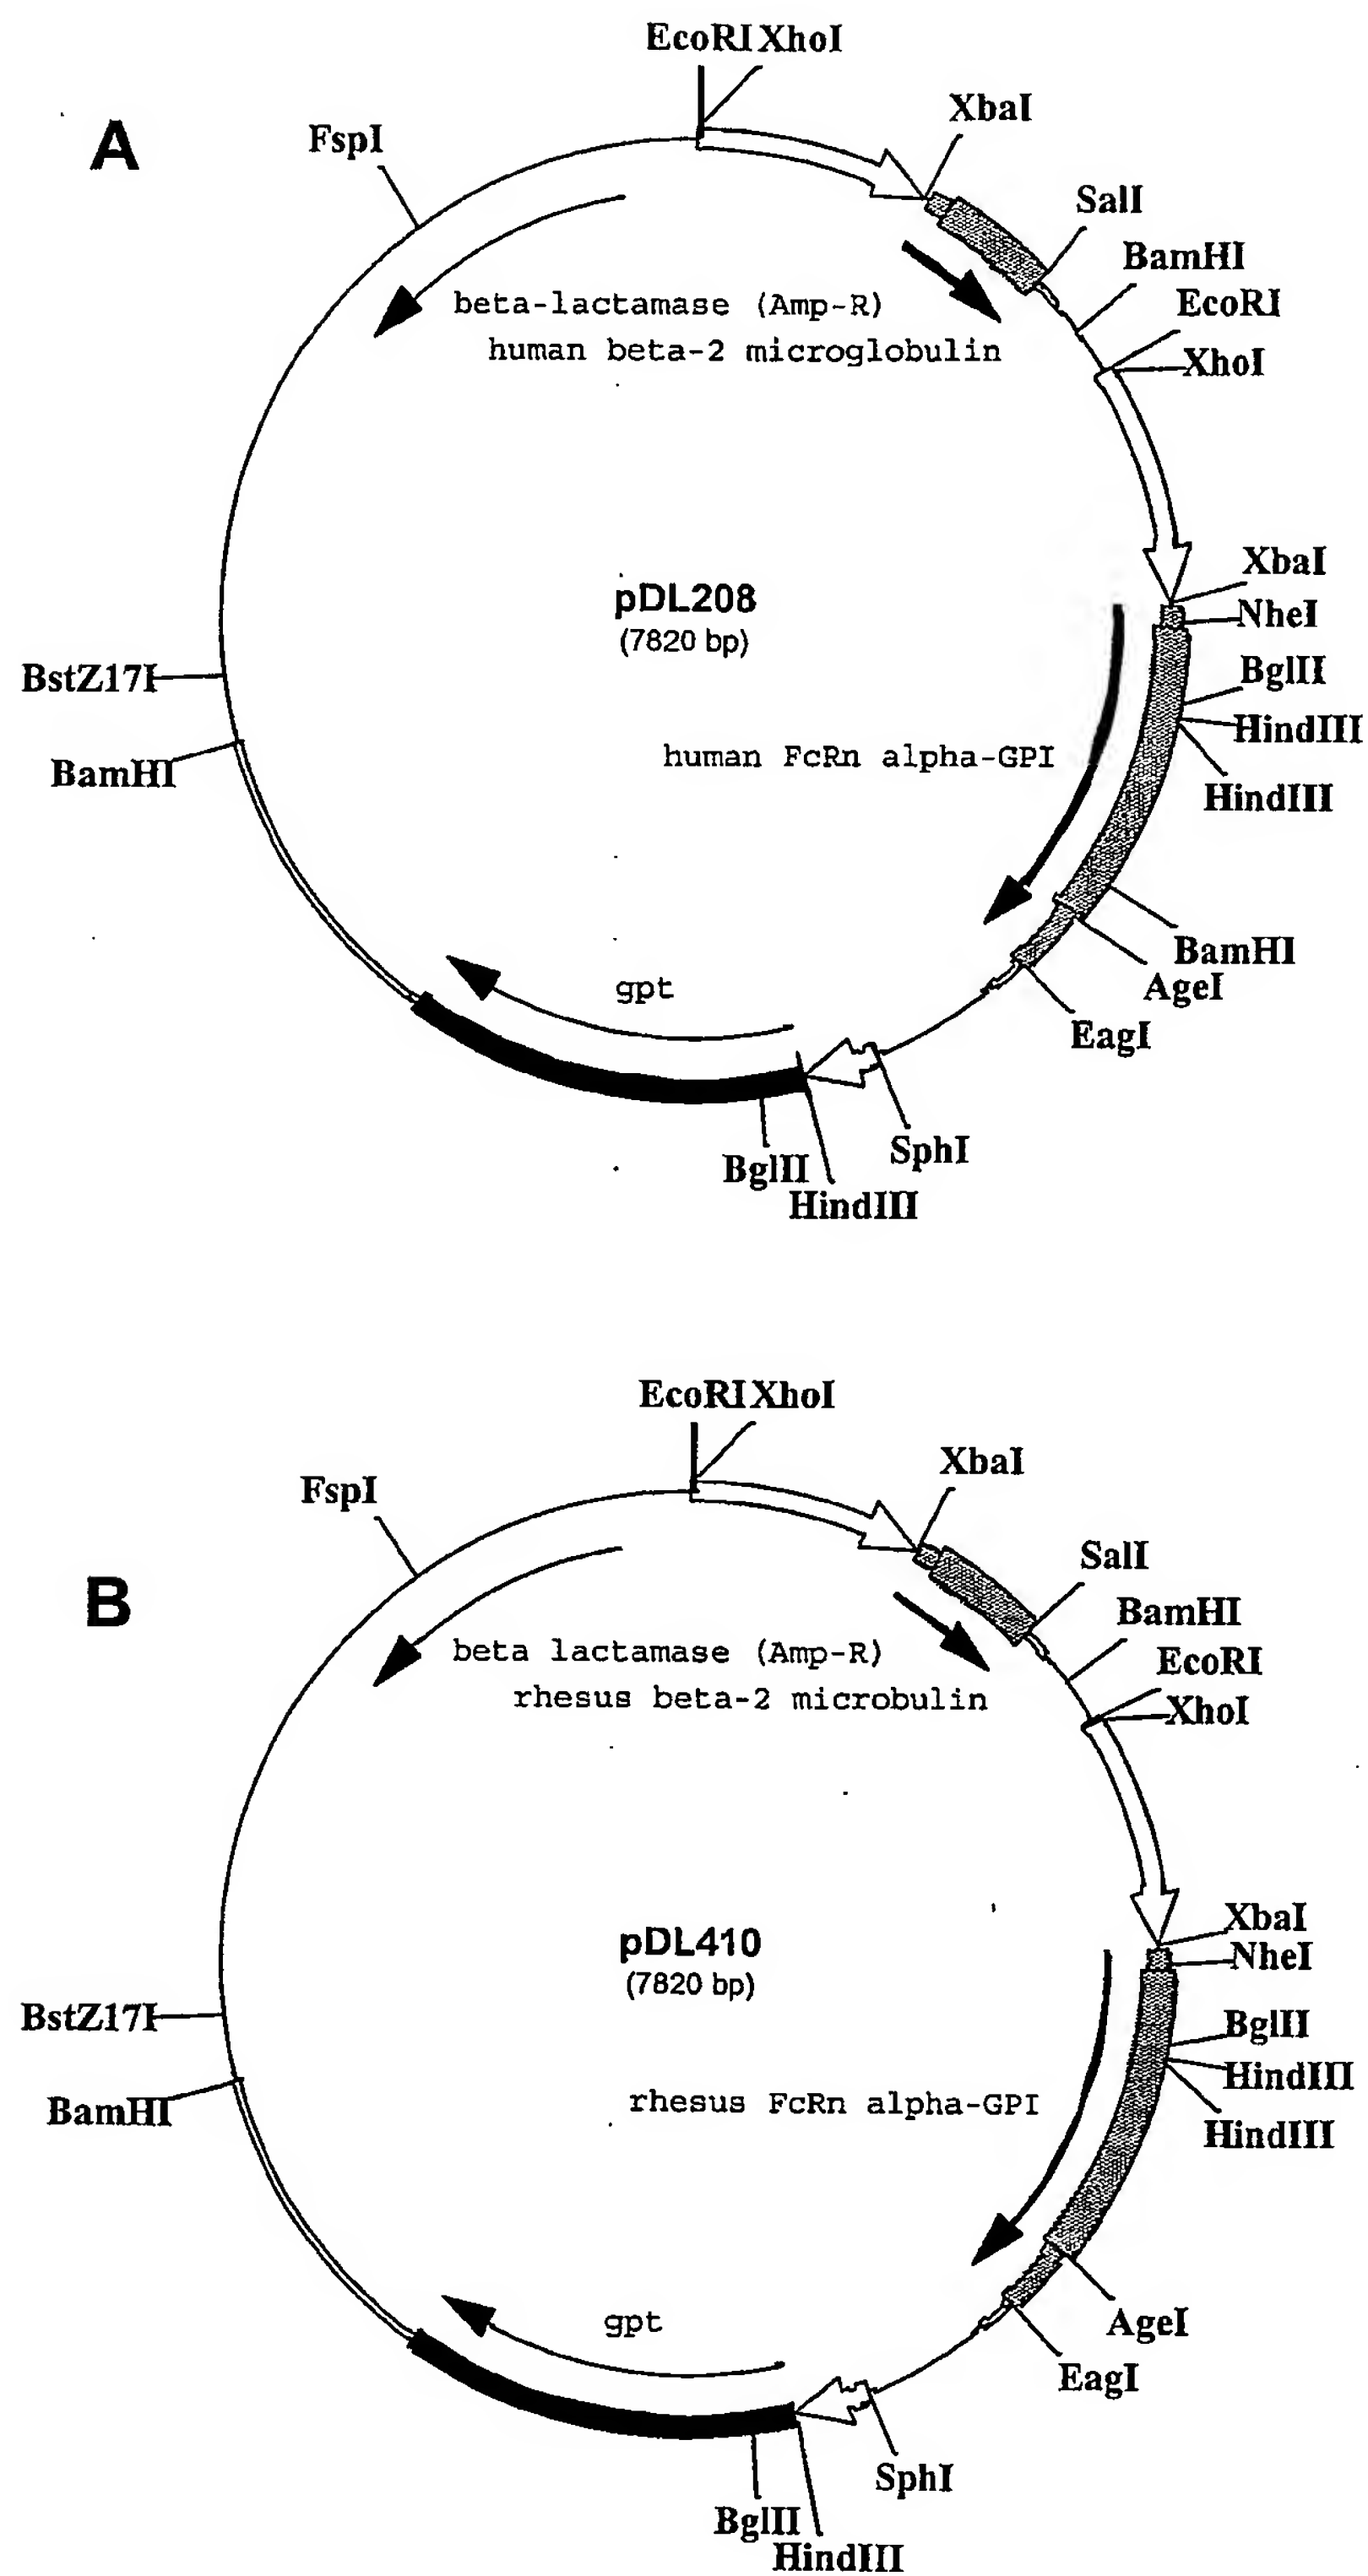 EcoRI XhoI
XbaI
A
FspI
SalI
BamHI
beta-lactamase (Amp-R)
EcoRI
human beta-2 microglobulin
XhoI
XbaI
pDL208
NheI
(7820 bp)
BglII
BstZ17I
HindIII
human FcRn alpha-GPI
BamHI
HindIII
BamHI
gpt
AgeI
EagI
SphI
BglII
HindIII
EcoRI XhoI
XbaI
FspI
SalI
B
BamHI
beta lactamase (Amp-R)
EcoRI
rhesus beta-2 microbulin
XhoI
XbaI
pDL410
NheI
(7820 bp)
BstZ17I
BglII
HindIII
rhesus FcRn alpha-GPI
BamHI
HindIII
gpt
AgeI
EagI
SphI
BglII
HindIII